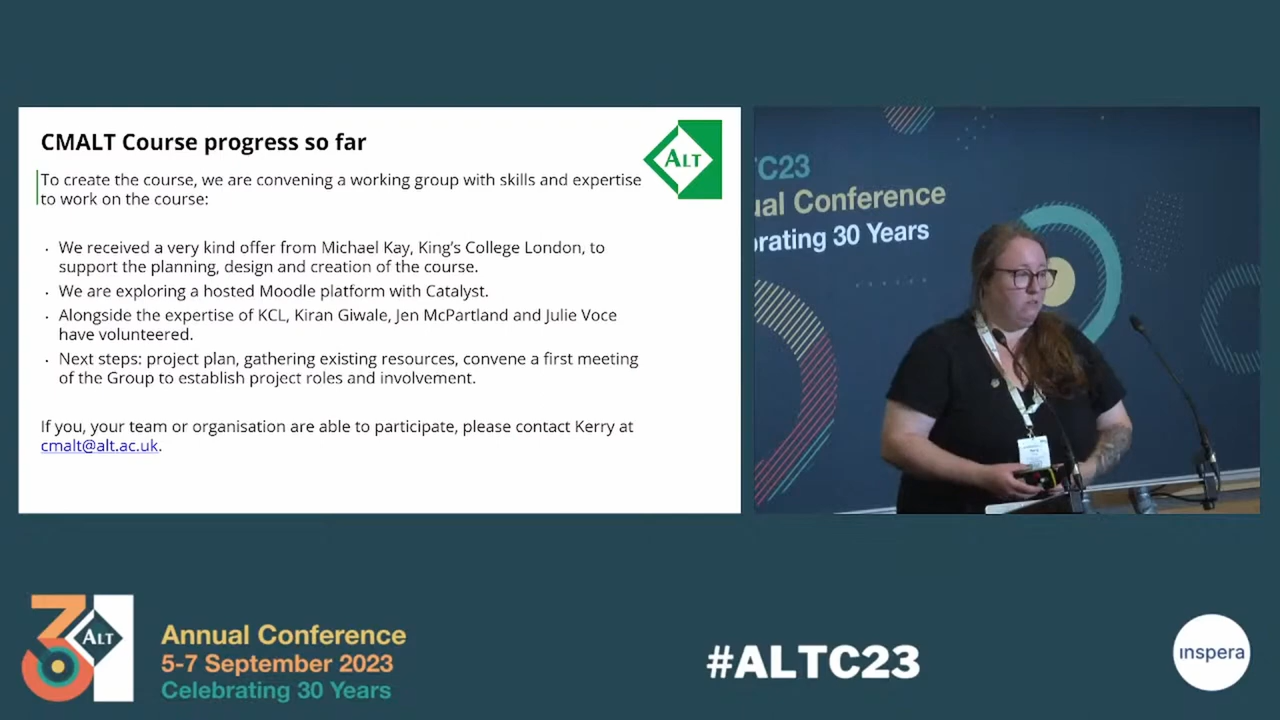 CMALT Course progress so far
ALT
To create the course, we are convening a working group with skills and expertise
to work on the course:
· We received a very kind offer from Michael Kay, King's College London, to
support the planning, design and creation of the course.
· We are exploring a hosted Moodle platform with Catalyst.
· Alongside the expertise of KCL, Kiran Giwale, Jen McPartland and Julie Voce
have volunteered.
· Next steps: project plan, gathering existing resources, convene a first meeting
of the Group to establish project roles and involvement.
If you, your team or organisation are able to participate, please contact Kerry at
cmalt@alt.ac.uk.
TC23
ual Conference
brating 30 Years
30
ALT
Annual Conference
5-7 September 2023
Celebrating 30 Years
#ALTC23
inspera